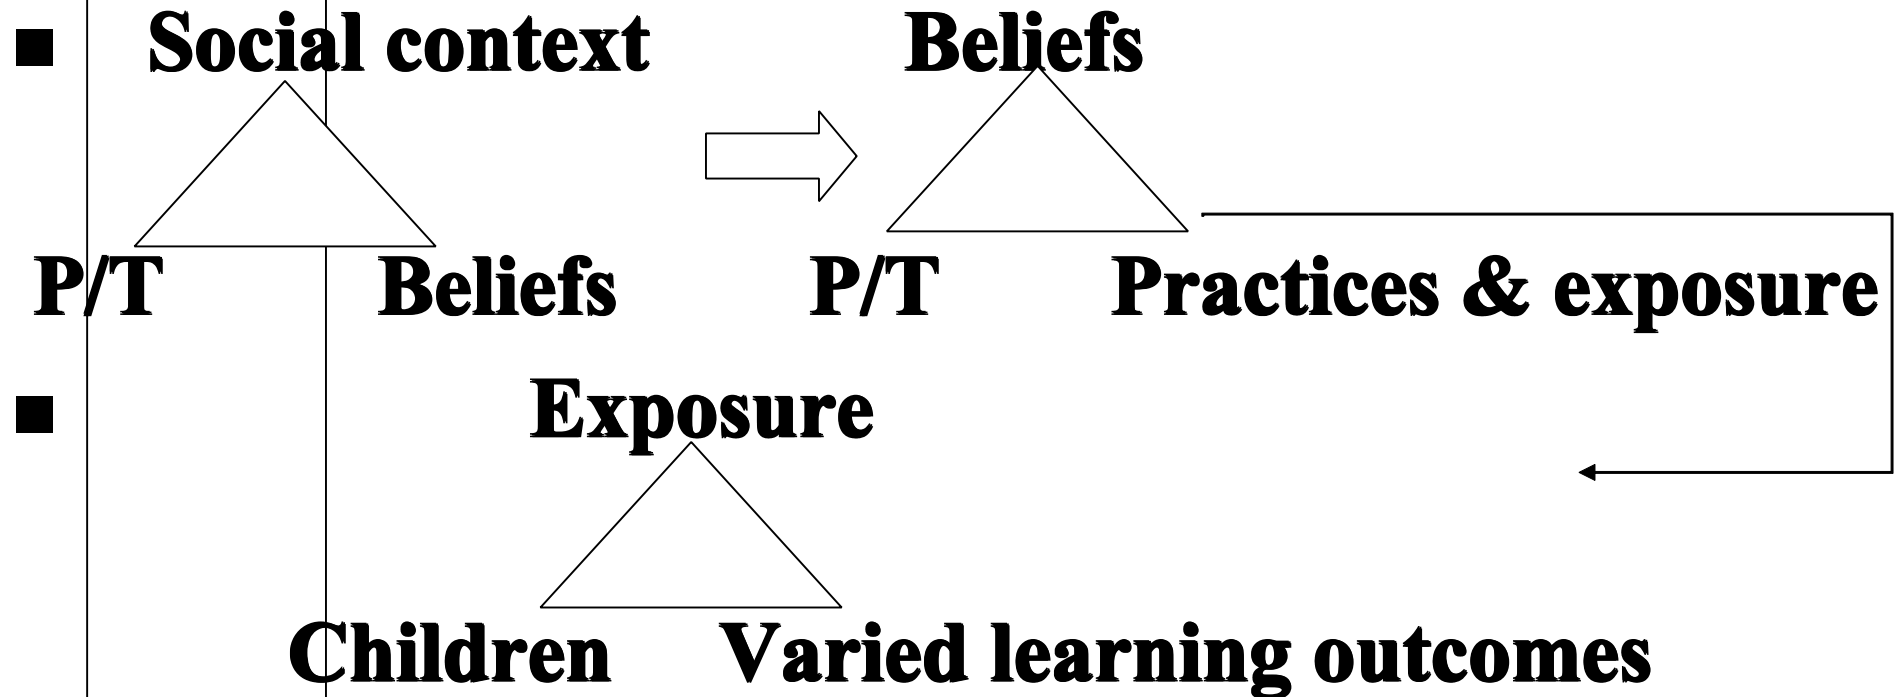 ■ Social context Beliefs
P/T Beliefs P/T Practices & exposure
■ Exposure
Children Varied learning outcomes